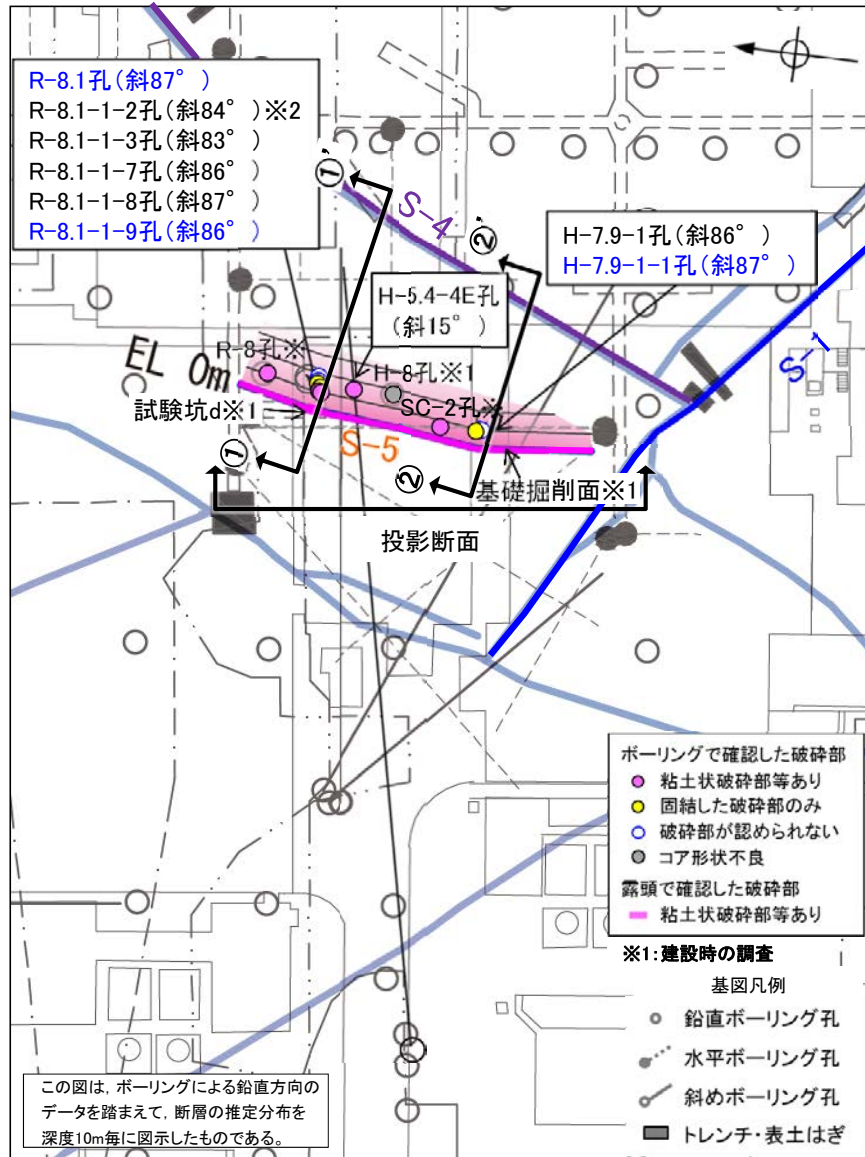 R-8.1孔(斜87°)
R-8.1-1-2孔(斜84°)※2
R-8.1-1-3孔(斜83°)
R-8.1-1-7孔(斜86°)
R-8.1-1-8孔(斜87°)
R-8.1-1-9孔(斜86°)
①'
S-4
②'
H-7.9-1孔(斜86°)
H-7.9-1-1孔(斜87°)
H-5.4-4E孔
(斜15°)
S-1
R-8孔※
H-8孔※1
EL 0m
SC-2孔※
試験坑d※1
S-5
①
②
基礎掘削面※1
投影断面
ボーリングで確認した破砕部
粘土状破砕部等あり
固結した破砕部のみ
破砕部が認められない
コア形状不良
露頭で確認した破砕部
粘土状破砕部等あり
※1:建設時の調査
基図凡例
鉛直ボーリング孔
水平ボーリング孔
斜めボーリング孔
トレンチ・表土はぎ
この図は,ボーリングによる鉛直方向の
データを踏まえて,断層の推定分布を
深度10m毎に図示したものである。